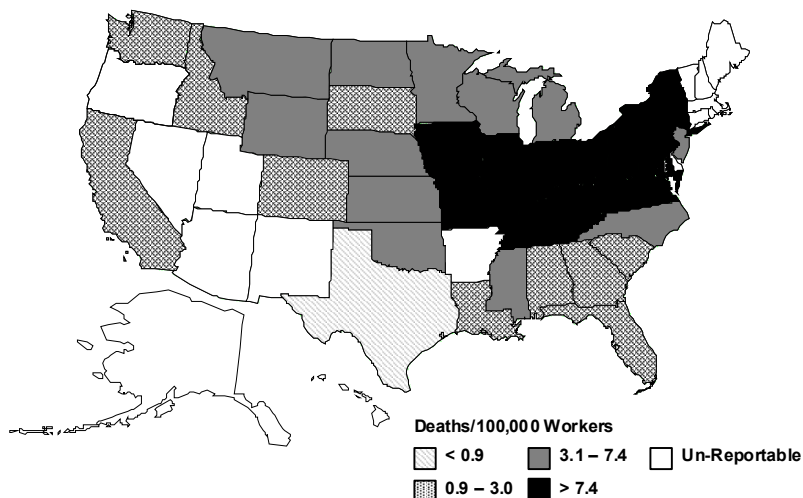 Deaths/100,000 Workers
< 0.9 3.1 – 7.4 Un-Reportable
0.9 – 3.0 > 7.4